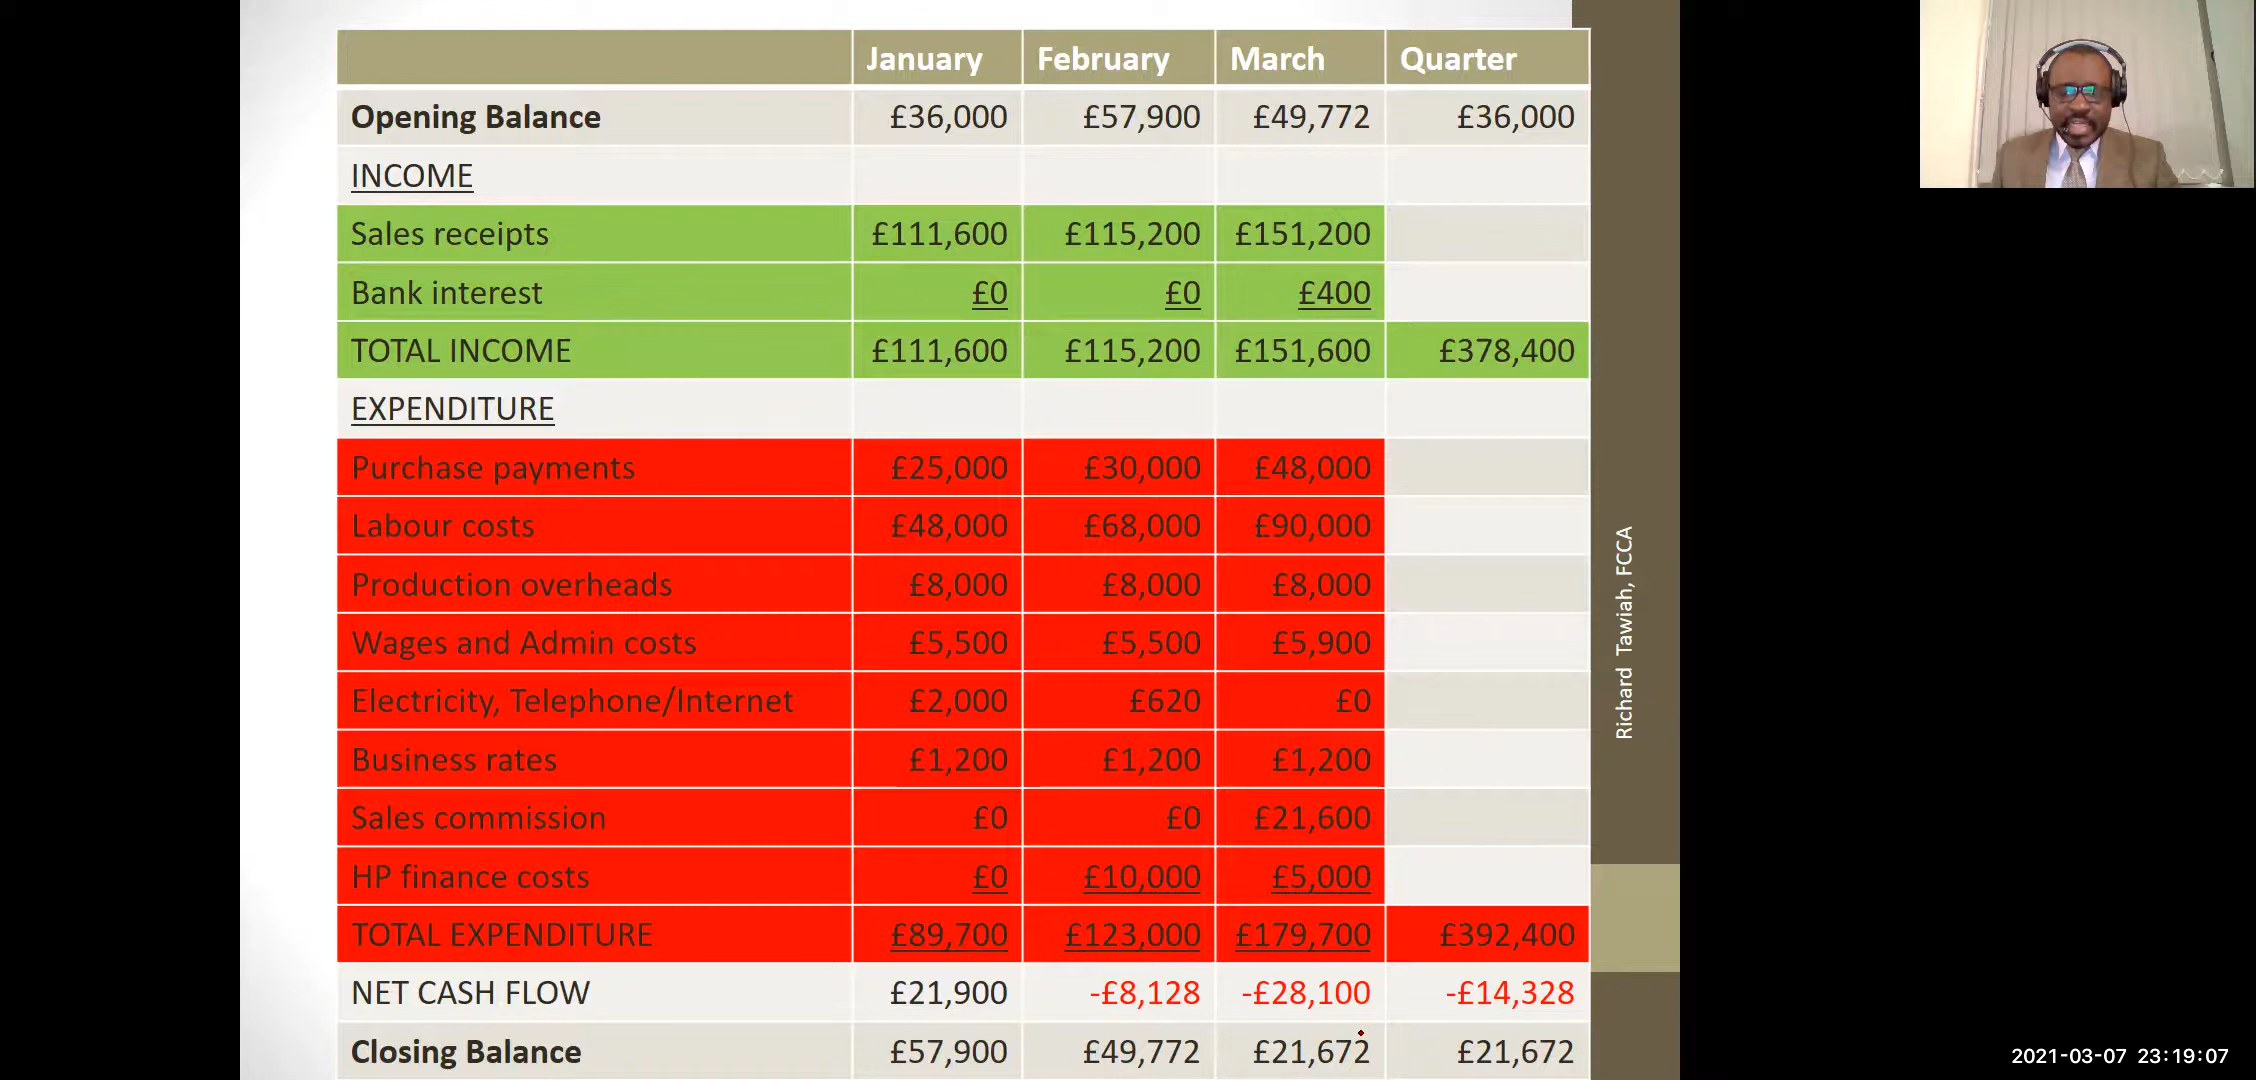 January February March Quarter
Opening Balance £36,000 £57,900 £49,772 £36,000
INCOME
Sales receipts £111,600 £115,200 £151,200
Bank interest £0 £0 £400
TOTAL INCOME £111,600 £115,200 £151,600 £378,400
EXPENDITURE
Purchase payments £25,000 £30,000 £48,000
Labour costs £48,000 £68,000 £90,000
Production overheads £8,000 £8,000 £8,000
Wages and Admin costs £5,500 £5,500 £5,900
Electricity, Telephone/Internet £2,000 £620 £0
Business rates £1,200 £1,200 £1,200
Sales commission £0 £0 £21,600
HP finance costs £0 £10,000 £5,000
TOTAL EXPENDITURE £89,700 £123,000 £179,700 £392,400
NET CASH FLOW £21,900 -£8,128 -£28,100 -£14,328
Closing Balance £57,900 £49,772 £21,672 £21,672
Richard Tawiah, FCCA
2021-03-07 23:19:07